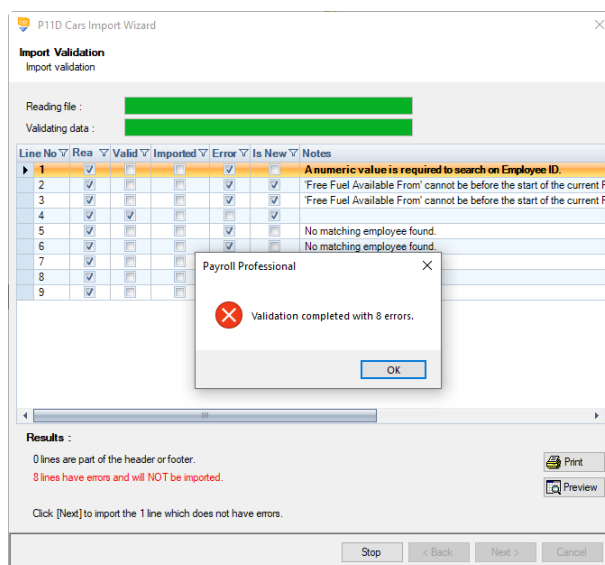 P11D Cars Import Wizard
Import Validation
Import validation
Reading file :
Validating data :
Line No Rea Valid Imported Error Is New Notes
1 A numeric value is required to search on Employee ID.
2 'Free Fuel Available From' cannot be before the start of the current
3 'Free Fuel Available From' cannot be before the start of the current
4
5 No matching employee found.
6 No matching employee found.
7
8
9
Payroll Professional
Validation completed with 8 errors.
OK
Results :
0 lines are part of the header or footer.
8 lines have errors and will NOT be imported.
Print
Preview
Click [Next] to import the 1 line which does not have errors.
Stop < Back Next > Cancel